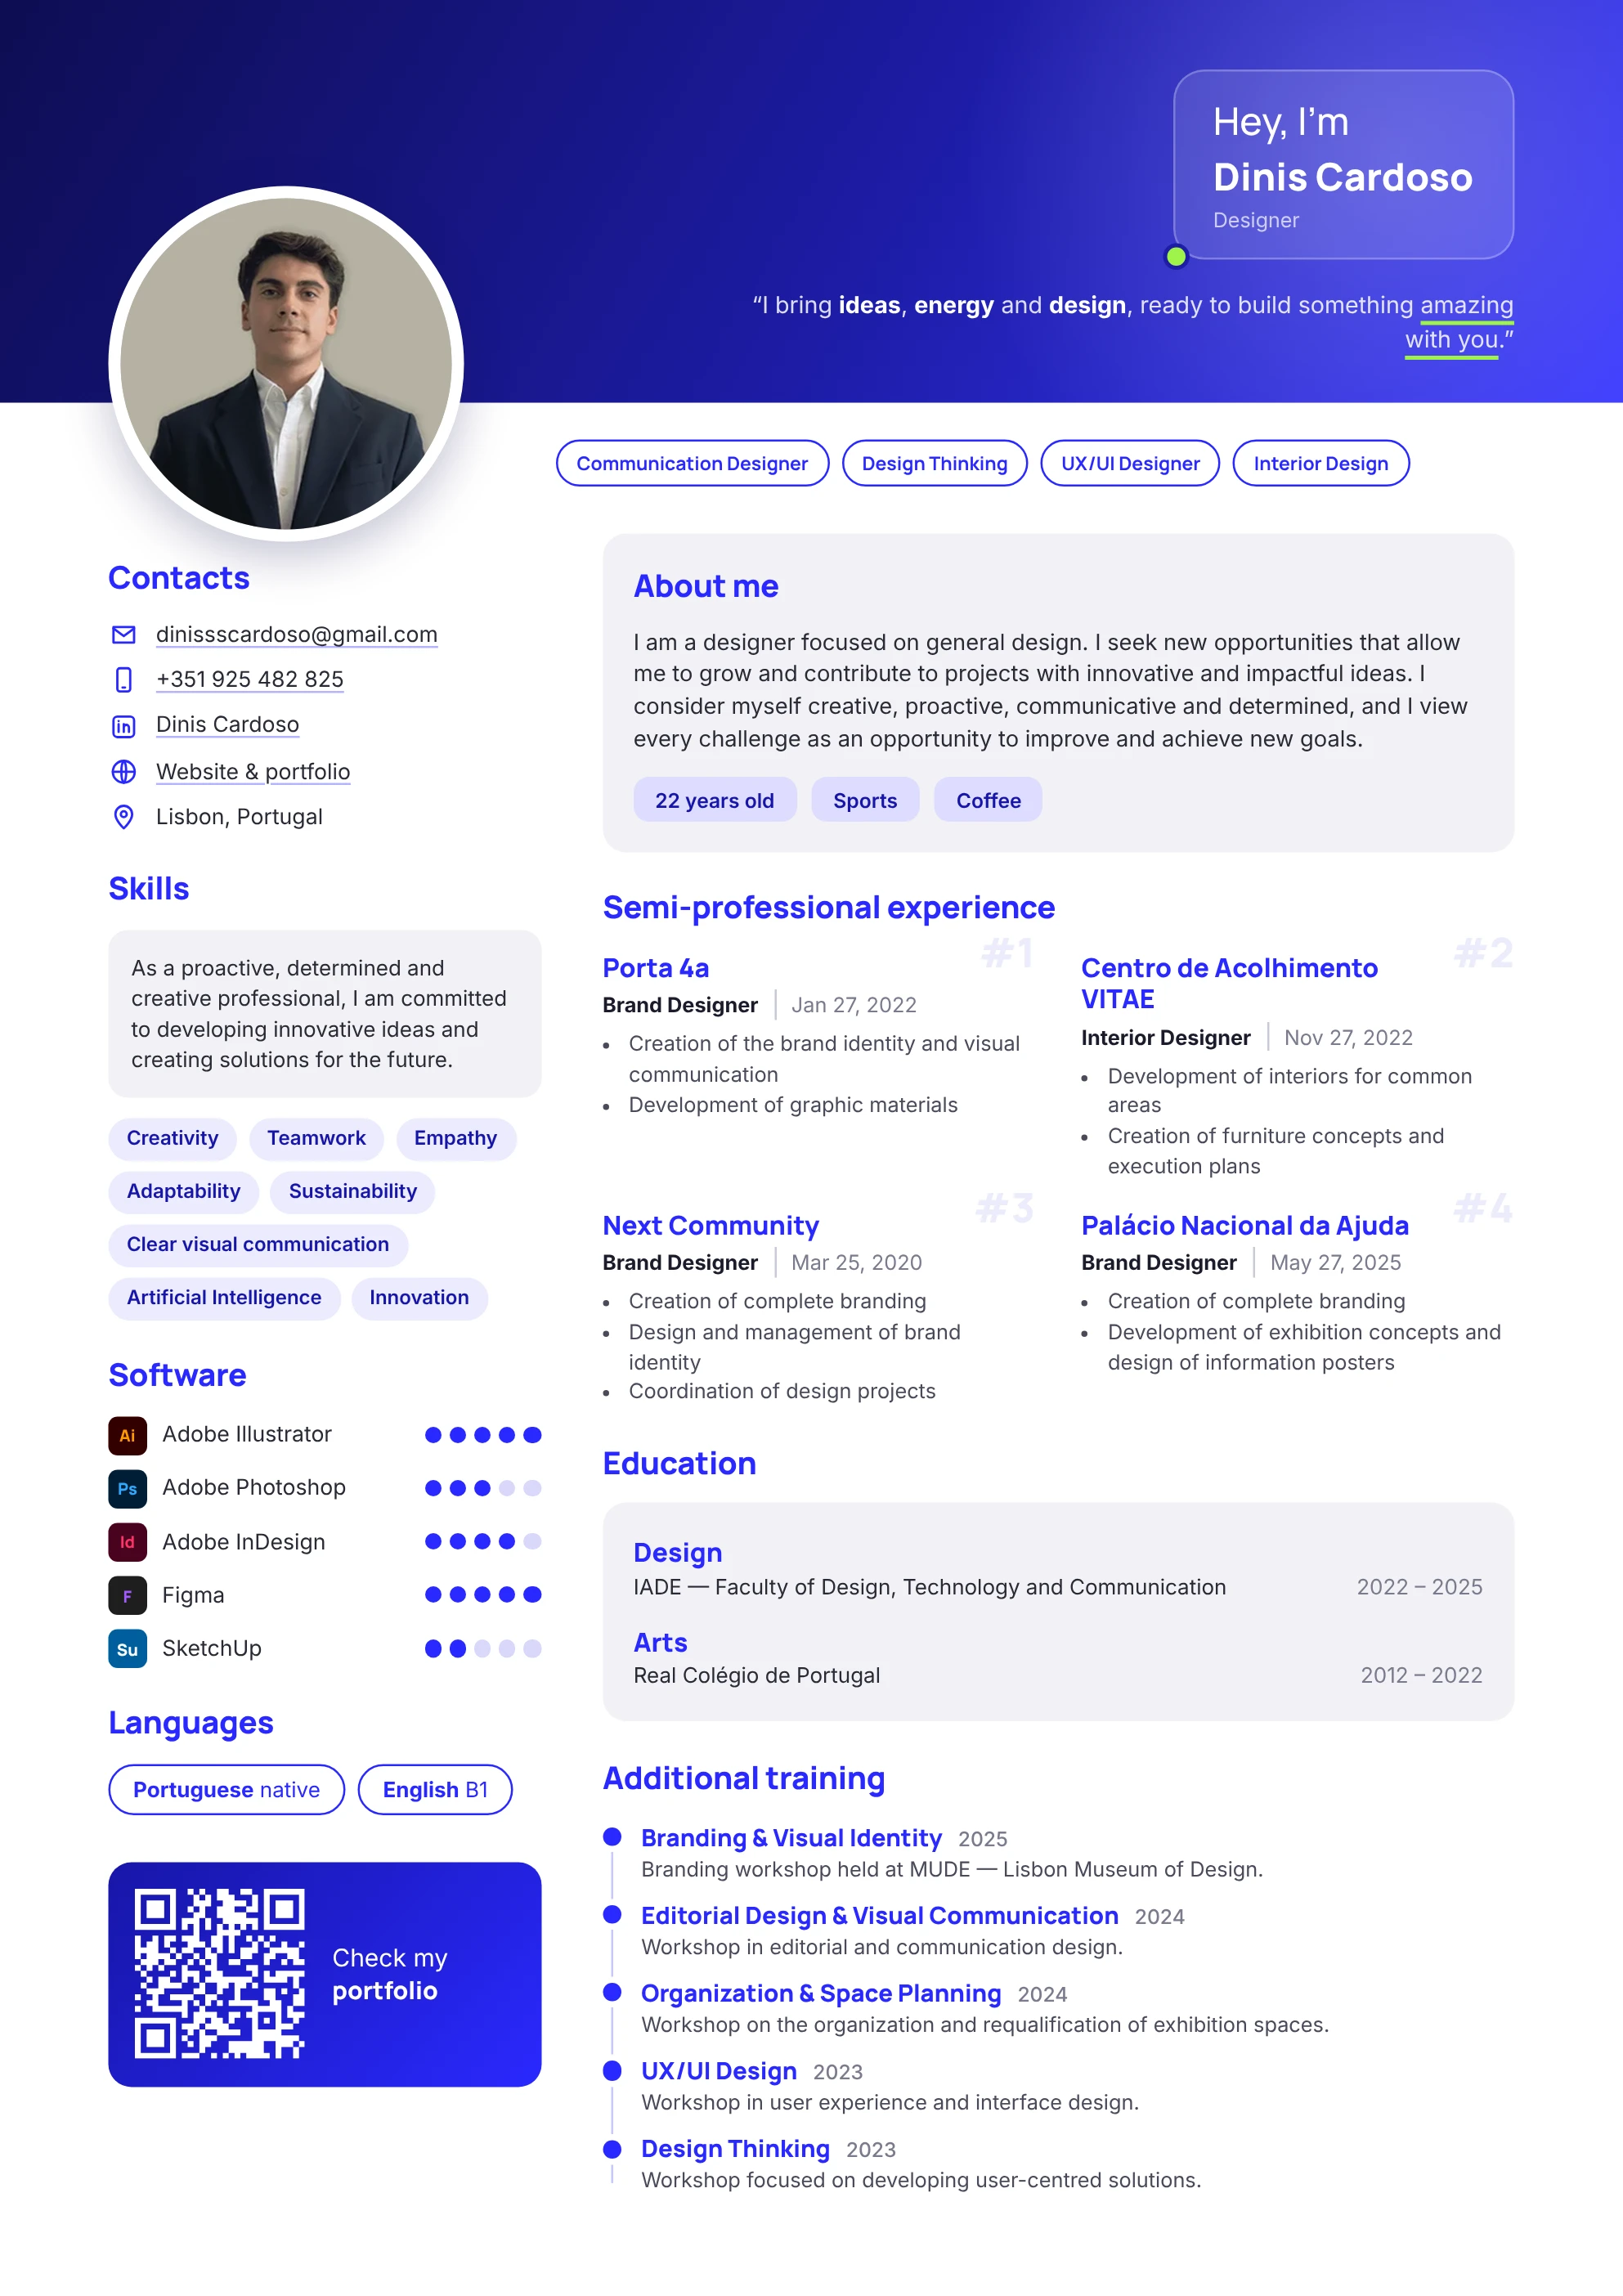 Hey, I’m
Dinis Cardoso
Designer
“I bring ideas, energy and design, ready to build something amazing
with you.”
Communication Designer
Design Thinking
UX/UI Designer
Interior Design
Contacts
dinissscardoso@gmail.com
+351 925 482 825
Dinis Cardoso
Website & portfolio
Lisbon, Portugal
Skills
As a proactive, determined and
creative professional, I am committed
to developing innovative ideas and
creating solutions for the future.
Creativity
Teamwork
Empathy
Adaptability
Sustainability
Clear visual communication
Artificial Intelligence
Innovation
Software
Ai Adobe Illustrator
Ps Adobe Photoshop
Id Adobe InDesign
F Figma
Su SketchUp
Languages
Portuguese native
English B1
Check my
portfolio
About me
I am a designer focused on general design. I seek new opportunities that allow
me to grow and contribute to projects with innovative and impactful ideas. I
consider myself creative, proactive, communicative and determined, and I view
every challenge as an opportunity to improve and achieve new goals.
22 years old
Sports
Coffee
Semi-professional experience
#1
Porta 4a
Brand Designer | Jan 27, 2022
• Creation of the brand identity and visual
communication
• Development of graphic materials
#2
Centro de Acolhimento
VITAE
Interior Designer | Nov 27, 2022
• Development of interiors for common
areas
• Creation of furniture concepts and
execution plans
#3
Next Community
Brand Designer | Mar 25, 2020
• Creation of complete branding
• Design and management of brand
identity
• Coordination of design projects
#4
Palácio Nacional da Ajuda
Brand Designer | May 27, 2025
• Creation of complete branding
• Development of exhibition concepts and
design of information posters
Education
Design
IADE — Faculty of Design, Technology and Communication 2022 – 2025
Arts
Real Colégio de Portugal 2012 – 2022
Additional training
Branding & Visual Identity 2025
Branding workshop held at MUDE — Lisbon Museum of Design.
Editorial Design & Visual Communication 2024
Workshop in editorial and communication design.
Organization & Space Planning 2024
Workshop on the organization and requalification of exhibition spaces.
UX/UI Design 2023
Workshop in user experience and interface design.
Design Thinking 2023
Workshop focused on developing user-centred solutions.